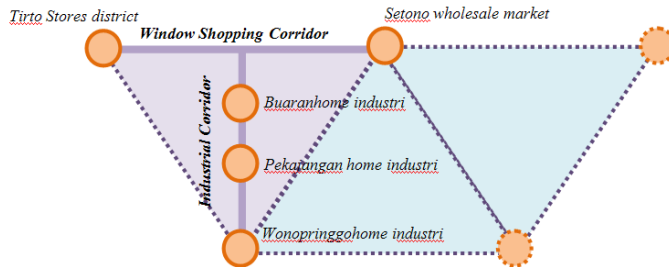 Tirto Stores district
Setono wholesale market
Window Shopping Corridor
Industrial Corridor
Buaranhome industri
Pekajangan home industri
Wonopringgohome industri